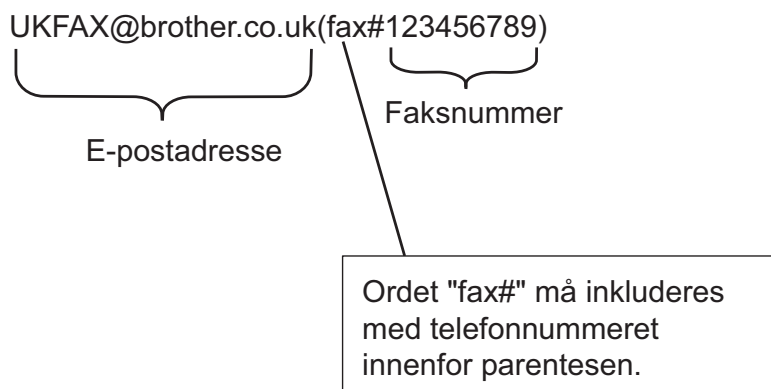 UKFAX@brother.co.uk(fax#123456789)
Faksnummer
E-postadresse
Ordet "fax#" må inkluderes
med telefonnummeret
innenfor parentesen.